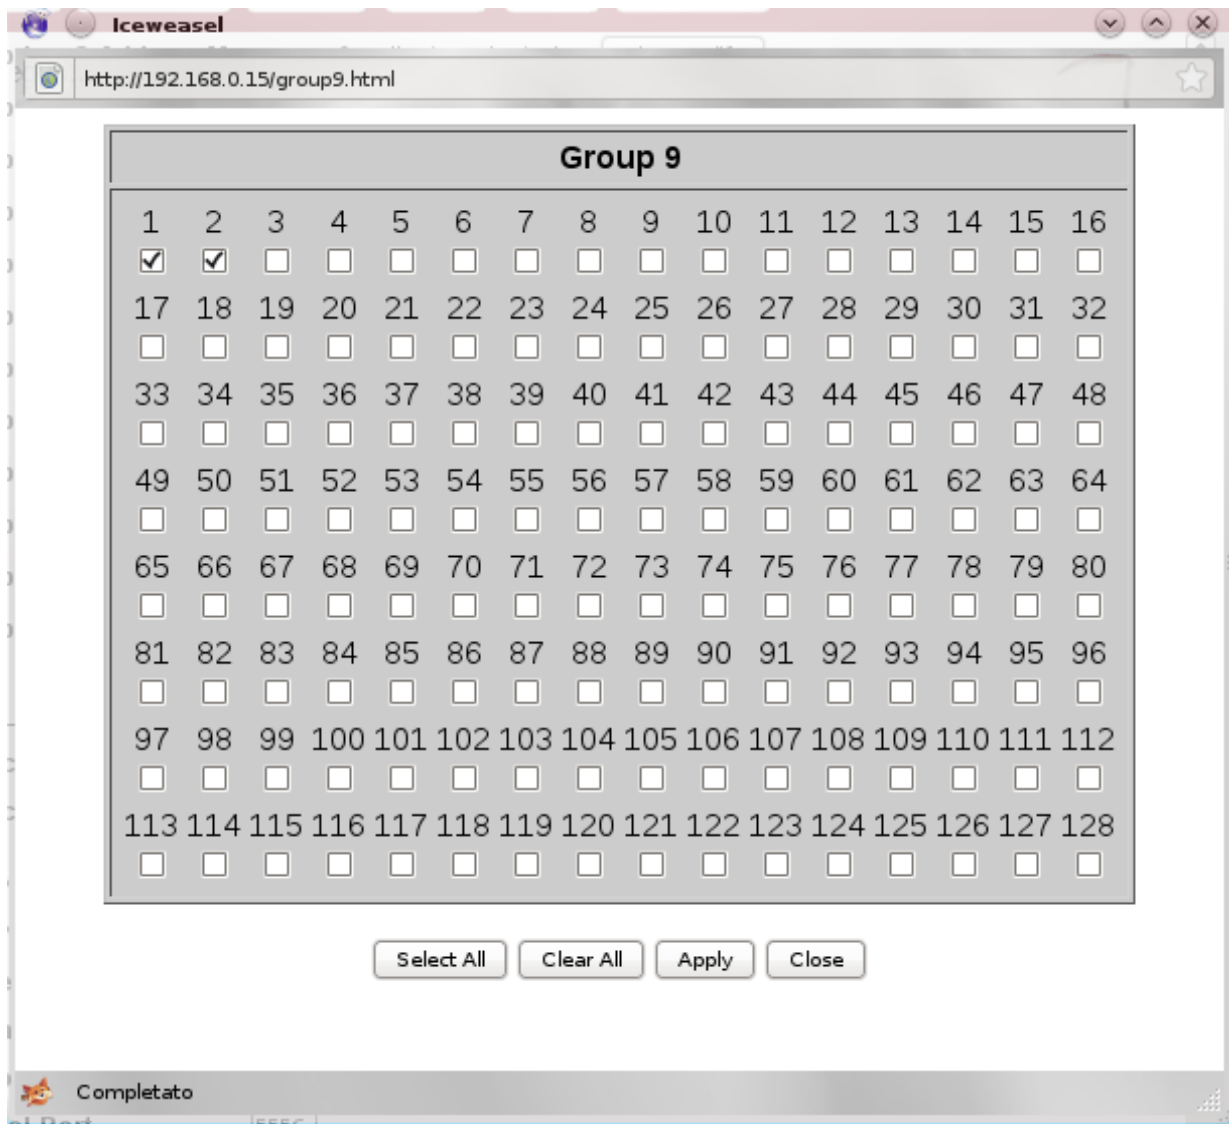 Iceweasel
http://192.168.0.15/group9.html
Group 9
1 2 3 4 5 6 7 8 9 10 11 12 13 14 15 16
17 18 19 20 21 22 23 24 25 26 27 28 29 30 31 32
33 34 35 36 37 38 39 40 41 42 43 44 45 46 47 48
49 50 51 52 53 54 55 56 57 58 59 60 61 62 63 64
65 66 67 68 69 70 71 72 73 74 75 76 77 78 79 80
81 82 83 84 85 86 87 88 89 90 91 92 93 94 95 96
97 98 99 100 101 102 103 104 105 106 107 108 109 110 111 112
113 114 115 116 117 118 119 120 121 122 123 124 125 126 127 128
Select All Clear All Apply Close
Completato